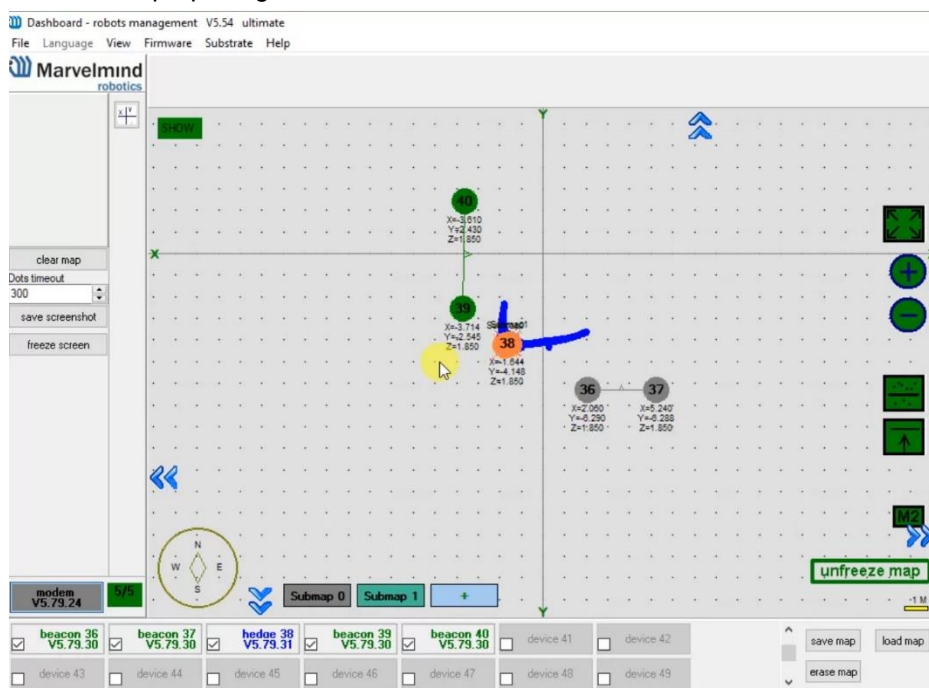 Dashboard - robots management V5.54 ultimate
File Language View Firmware Substrate Help
Marvelmind
robotics
x Y
SHOW
Y
40
X=-3.610
Y=2.430
Z=1.850
X
clear map
Dots timeout
300
save screenshot
freeze screen
39
X=-3.714
Y=-2.545
Z=1.850
38
X=-1.644
Y=-4.148
Z=1.850
36
X=2.060
Y=-6.290
Z=1.850
37
X=5.240
Y=-6.288
Z=1.850
M2
N
W E
S
unfreeze map
modem
V5.79.24
5/5
Submap 0 Submap 1 +
Y
1 M
beacon 36
V5.79.30
beacon 37
V5.79.30
hedge 38
V5.79.31
beacon 39
V5.79.30
beacon 40
V5.79.30
device 41 device 42
save map load map
device 43 device 44 device 45 device 46 device 47 device 48 device 49
erase map